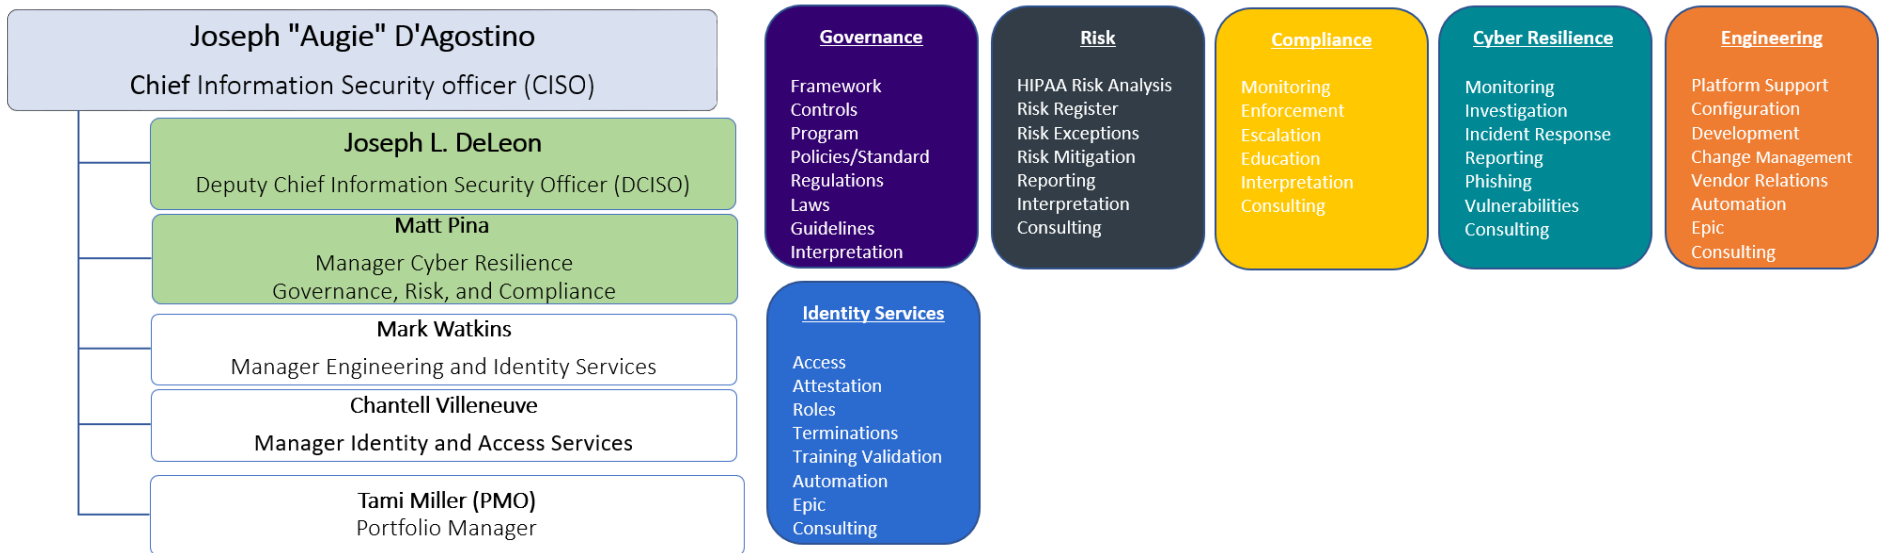 Joseph "Augie" D'Agostino
Chief Information Security officer (CISO)
Joseph L. DeLeon
Deputy Chief Information Security Officer (DCISO)
Matt Pina
Manager Cyber Resilience
Governance, Risk, and Compliance
Mark Watkins
Manager Engineering and Identity Services
Chantell Villeneuve
Manager Identity and Access Services
Tami Miller (PMO)
Portfolio Manager
Governance
Framework
Controls
Program
Policies/Standard
Regulations
Laws
Guidelines
Interpretation
Risk
HIPAA Risk Analysis
Risk Register
Risk Exceptions
Risk Mitigation
Reporting
Interpretation
Consulting
Compliance
Monitoring
Enforcement
Escalation
Education
Interpretation
Consulting
Cyber Resilience
Monitoring
Investigation
Incident Response
Reporting
Phishing
Vulnerabilities
Consulting
Engineering
Platform Support
Configuration
Development
Change Management
Vendor Relations
Automation
Epic
Consulting
Identity Services
Access
Attestation
Roles
Terminations
Training Validation
Automation
Epic
Consulting